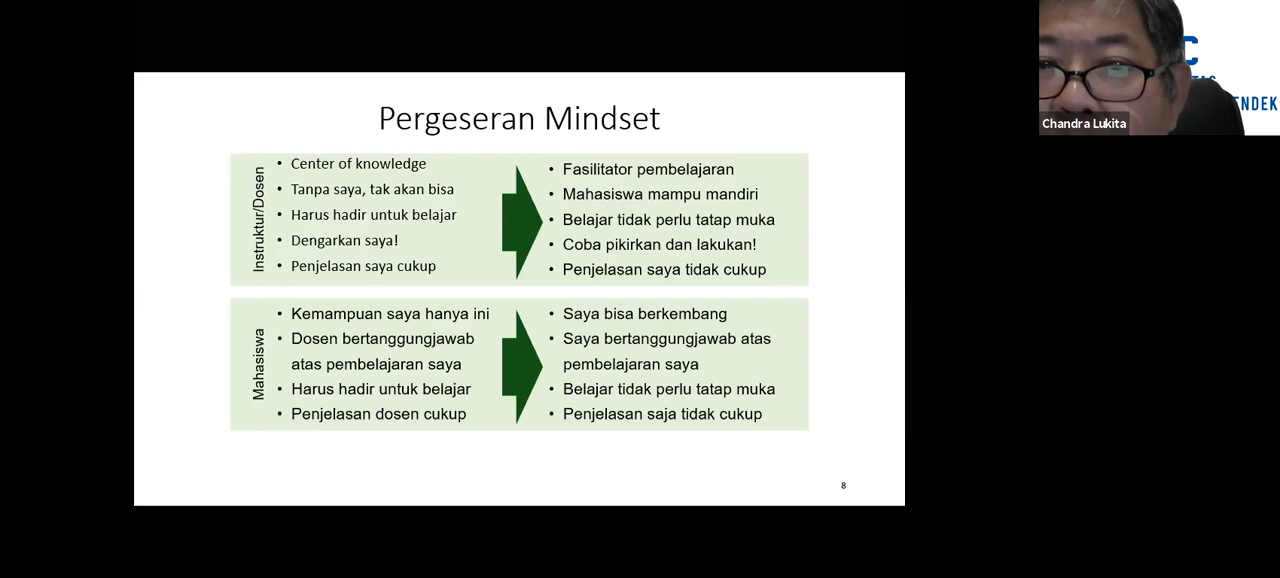 Pergeseran Mindset
Instruktur/Dosen
• Center of knowledge
• Tanpa saya, tak akan bisa
• Harus hadir untuk belajar
• Dengarkan saya!
• Penjelasan saya cukup
• Fasilitator pembelajaran
• Mahasiswa mampu mandiri
• Belajar tidak perlu tatap muka
• Coba pikirkan dan lakukan!
• Penjelasan saya tidak cukup
Mahasiswa
• Kemampuan saya hanya ini
• Dosen bertanggungjawab
atas pembelajaran saya
• Harus hadir untuk belajar
• Penjelasan dosen cukup
• Saya bisa berkembang
• Saya bertanggungjawab atas
pembelajaran saya
• Belajar tidak perlu tatap muka
• Penjelasan saja tidak cukup
8
C
ENDEK
Chandra Lukita